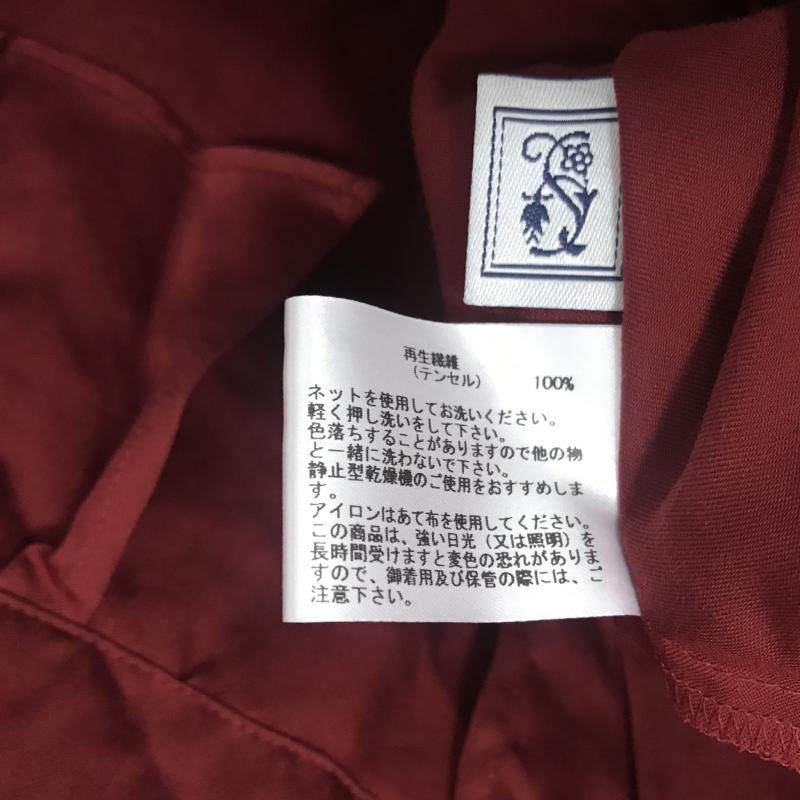 再生繊維
（テンセル） 100%
ネットを使用してお洗いください。
軽く押し洗いをして下さい。
色落ちすることがありますので他の物
と一緒に洗わないで下さい。
静止型乾燥機のご使用をおすすめしま
す。
アイロンはあて布を使用してください。
この商品は、強い日光（又は照明）を
長時間受けますと変色の恐れがありま
すので、御着用及び保管の際には、ご
注意下さい。